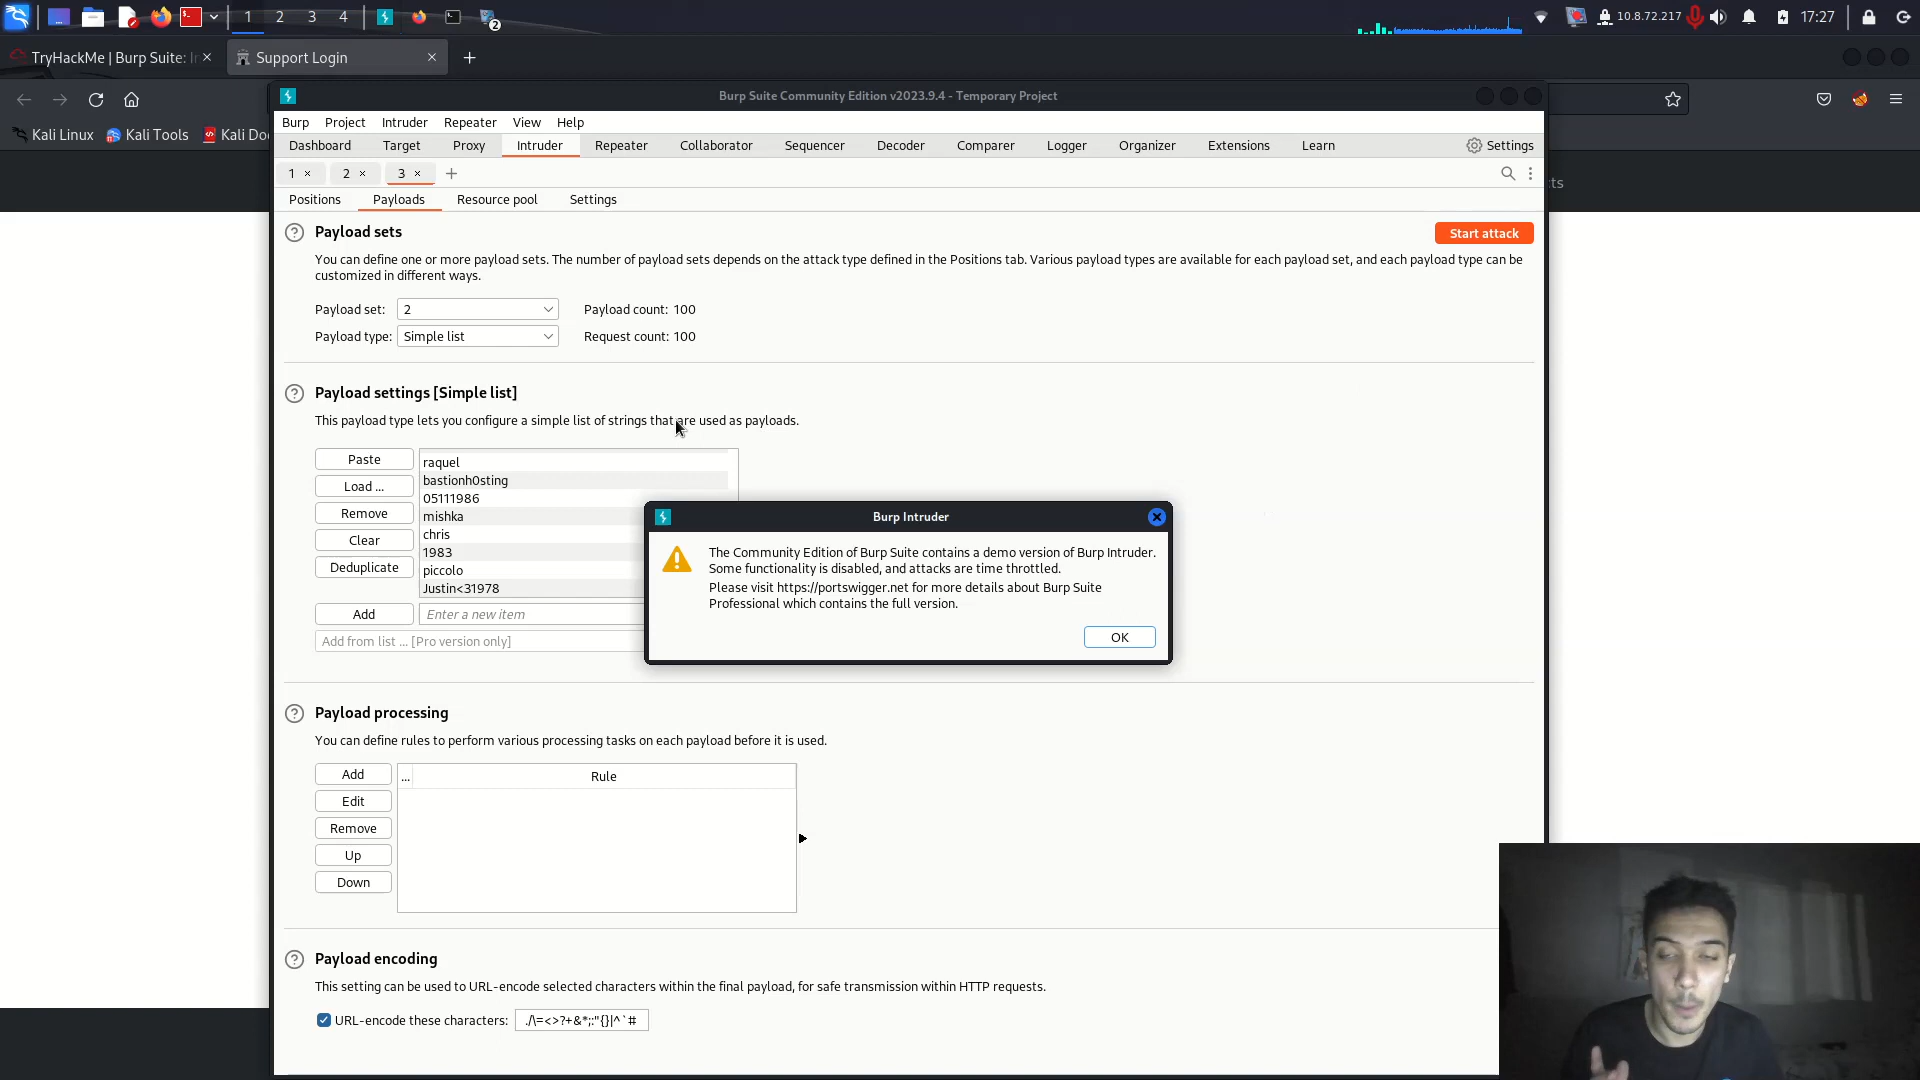 1 2 3 4
2
10.8.72.217
17:27
TryHackMe | Burp Suite: I
Support Login
Burp Suite Community Edition v2023.9.4 - Temporary Project
Kali Linux Kali Tools Kali Doc
Burp Project Intruder Repeater View Help
Dashboard Target Proxy Intruder Repeater Collaborator Sequencer Decoder Comparer Logger Organizer Extensions Learn Settings
1 × 2 × 3 × +
ts
Positions Payloads Resource pool Settings
Payload sets
Start attack
You can define one or more payload sets. The number of payload sets depends on the attack type defined in the Positions tab. Various payload types are available for each payload set, and each payload type can be
customized in different ways.
Payload set: 2 Payload count: 100
Payload type: Simple list Request count: 100
Payload settings [Simple list]
This payload type lets you configure a simple list of strings that are used as payloads.
Paste
Load ...
Remove
Clear
Deduplicate
raquel
bastionh0sting
05111986
mishka
chris
1983
piccolo
Justin<31978
Add
Enter a new item
Add from list ... [Pro version only]
Burp Intruder
The Community Edition of Burp Suite contains a demo version of Burp Intruder.
Some functionality is disabled, and attacks are time throttled.
Please visit https://portswigger.net for more details about Burp Suite
Professional which contains the full version.
OK
Payload processing
You can define rules to perform various processing tasks on each payload before it is used.
Add
Edit
Remove
Up
Down
... Rule
Payload encoding
This setting can be used to URL-encode selected characters within the final payload, for safe transmission within HTTP requests.
URL-encode these characters: ./\=<>?+&*;:"{}|^`#